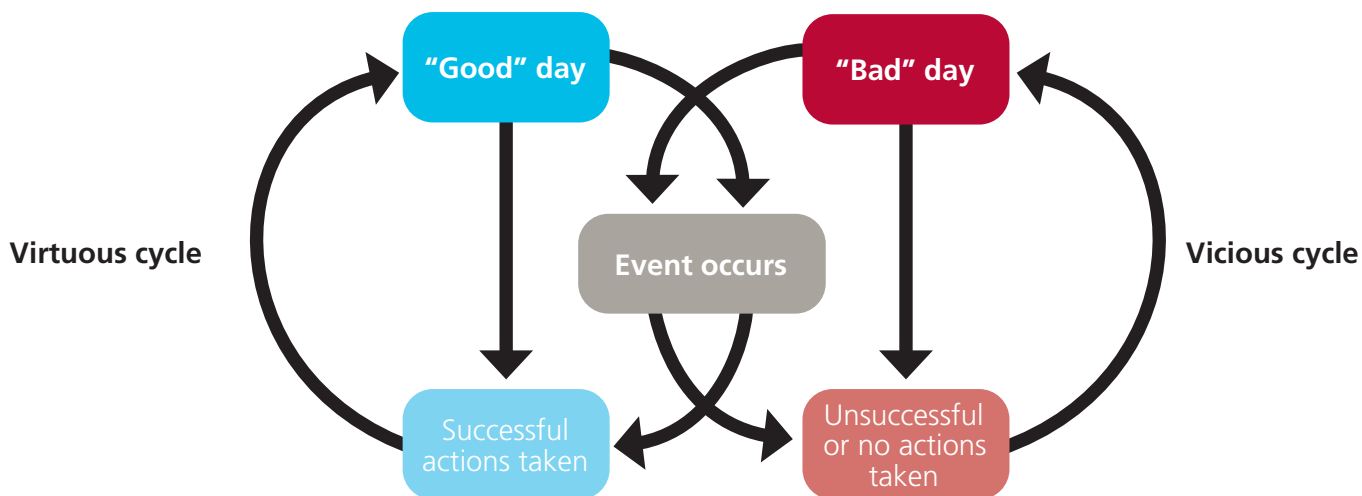 “Good” day
“Bad” day
Virtuous cycle
Event occurs
Vicious cycle
Successful
actions taken
Unsuccessful
or no actions
taken